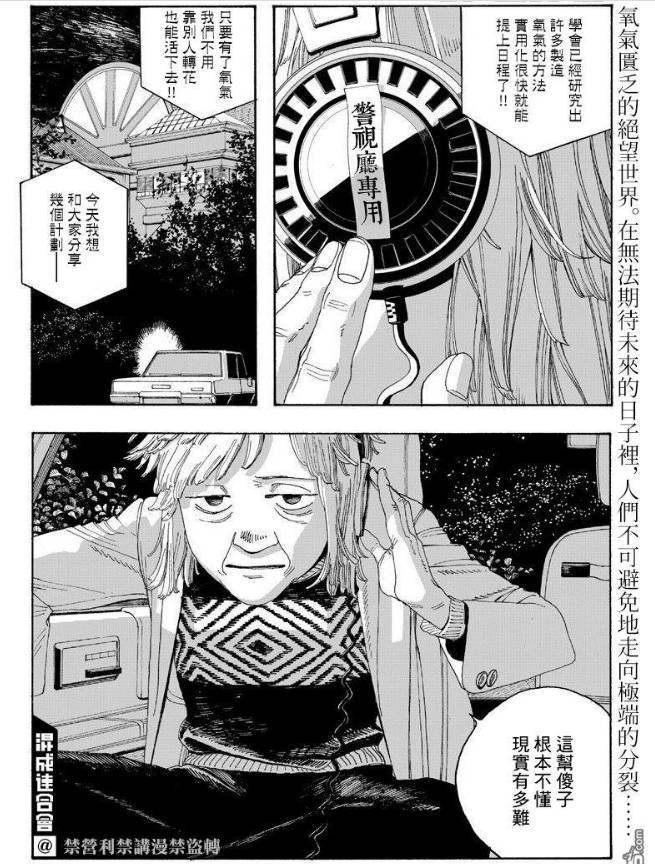 氧氣匱乏的絕望世界。在無法期待未來的日子裡，人們不可避免地走向極端的分裂……
學會已經研究出
許多製造
氧氣的方法
實用化很快就能
提上日程了!!
警視廳專用
只要有了氧氣
我們不用
靠別人轉花
也能活下去!!
今天我想
和大家分享
幾個計劃——
這幫傻子
根本不懂
現實有多難
混成連合會
@禁營利禁講漫禁盜轉